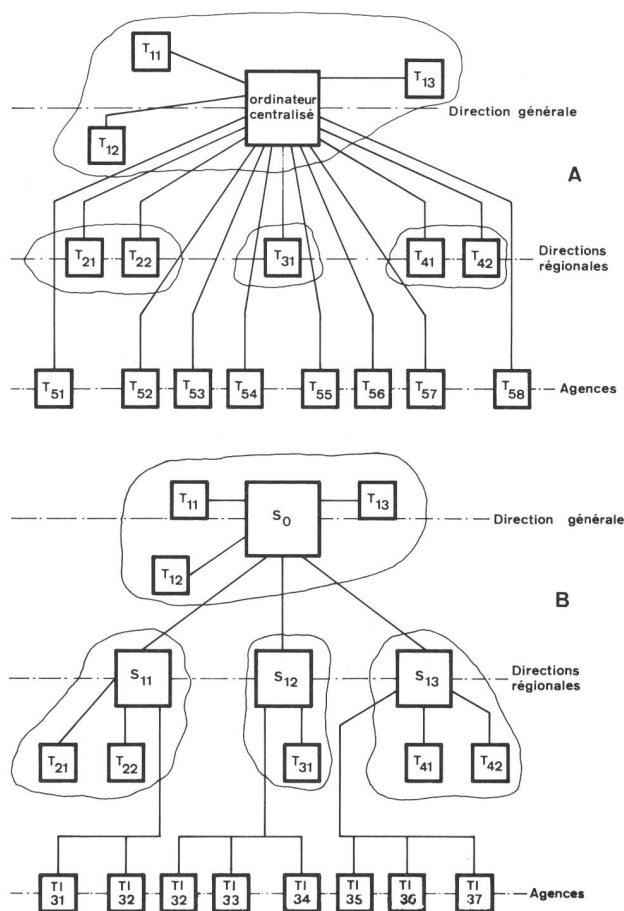 T11
T13
ordinateur
centralisé
Direction générale
T12
A
T21
T22
T31
T41
T42
Directions
régionales
T51
T52
T53
T54
T55
T56
T57
T58
Agences
T11
T13
S0
Direction générale
T12
B
S11
S12
S13
Directions
régionales
T21
T22
T31
T41
T42
TI
31
TI
32
TI
32
TI
33
TI
34
TI
35
TI
36
TI
37
Agences